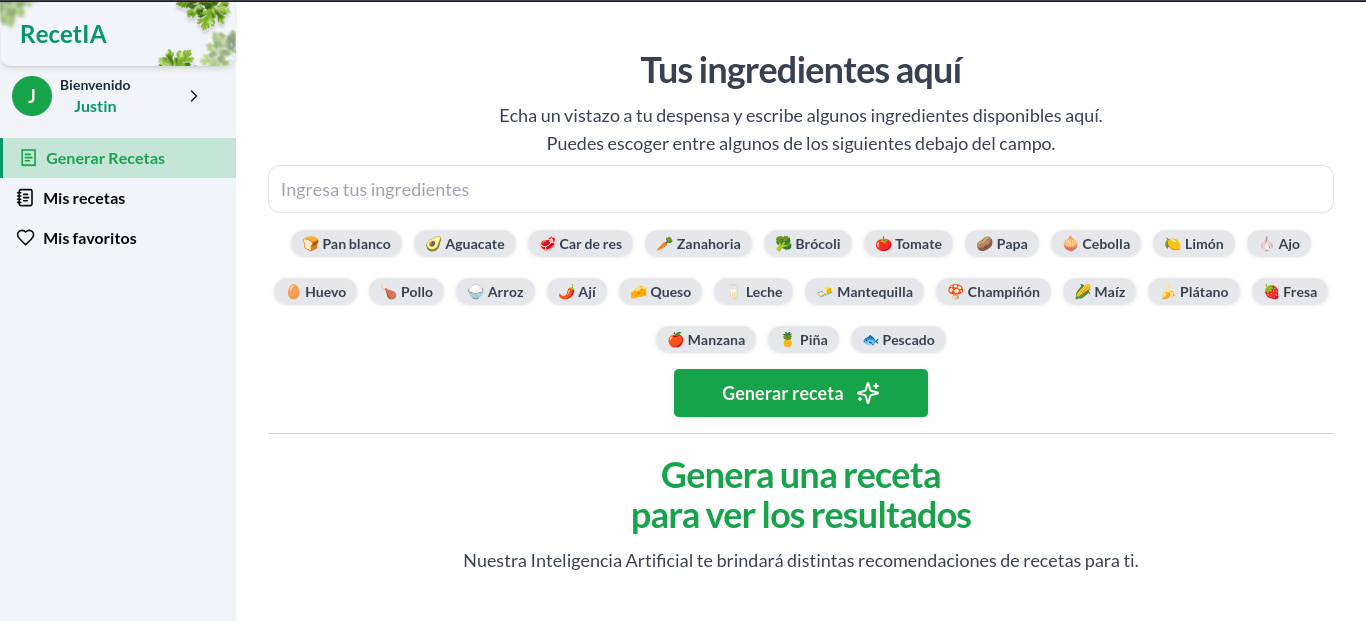 RecetIA
J
Bienvenido
Justin
Generar Recetas
Mis recetas
Mis favoritos
Tus ingredientes aquí
Echa un vistazo a tu despensa y escribe algunos ingredientes disponibles aquí.
Puedes escoger entre algunos de los siguientes debajo del campo.
Ingresa tus ingredientes
Pan blanco Aguacate Car de res Zanahoria Brócoli Tomate Papa Cebolla Limón Ajo
Huevo Pollo Arroz Ají Queso Leche Mantequilla Champiñón Maíz Plátano Fresa
Manzana Piña Pescado
Generar receta
Genera una receta
para ver los resultados
Nuestra Inteligencia Artificial te brindará distintas recomendaciones de recetas para ti.